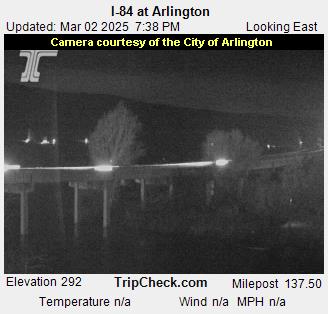 I-84 at Arlington
Updated: Mar 02 2025 7:38 PM Looking East
Camera courtesy of the City of Arlington
Elevation 292 TripCheck.com Milepost 137.50
Temperature n/a Wind n/a MPH n/a